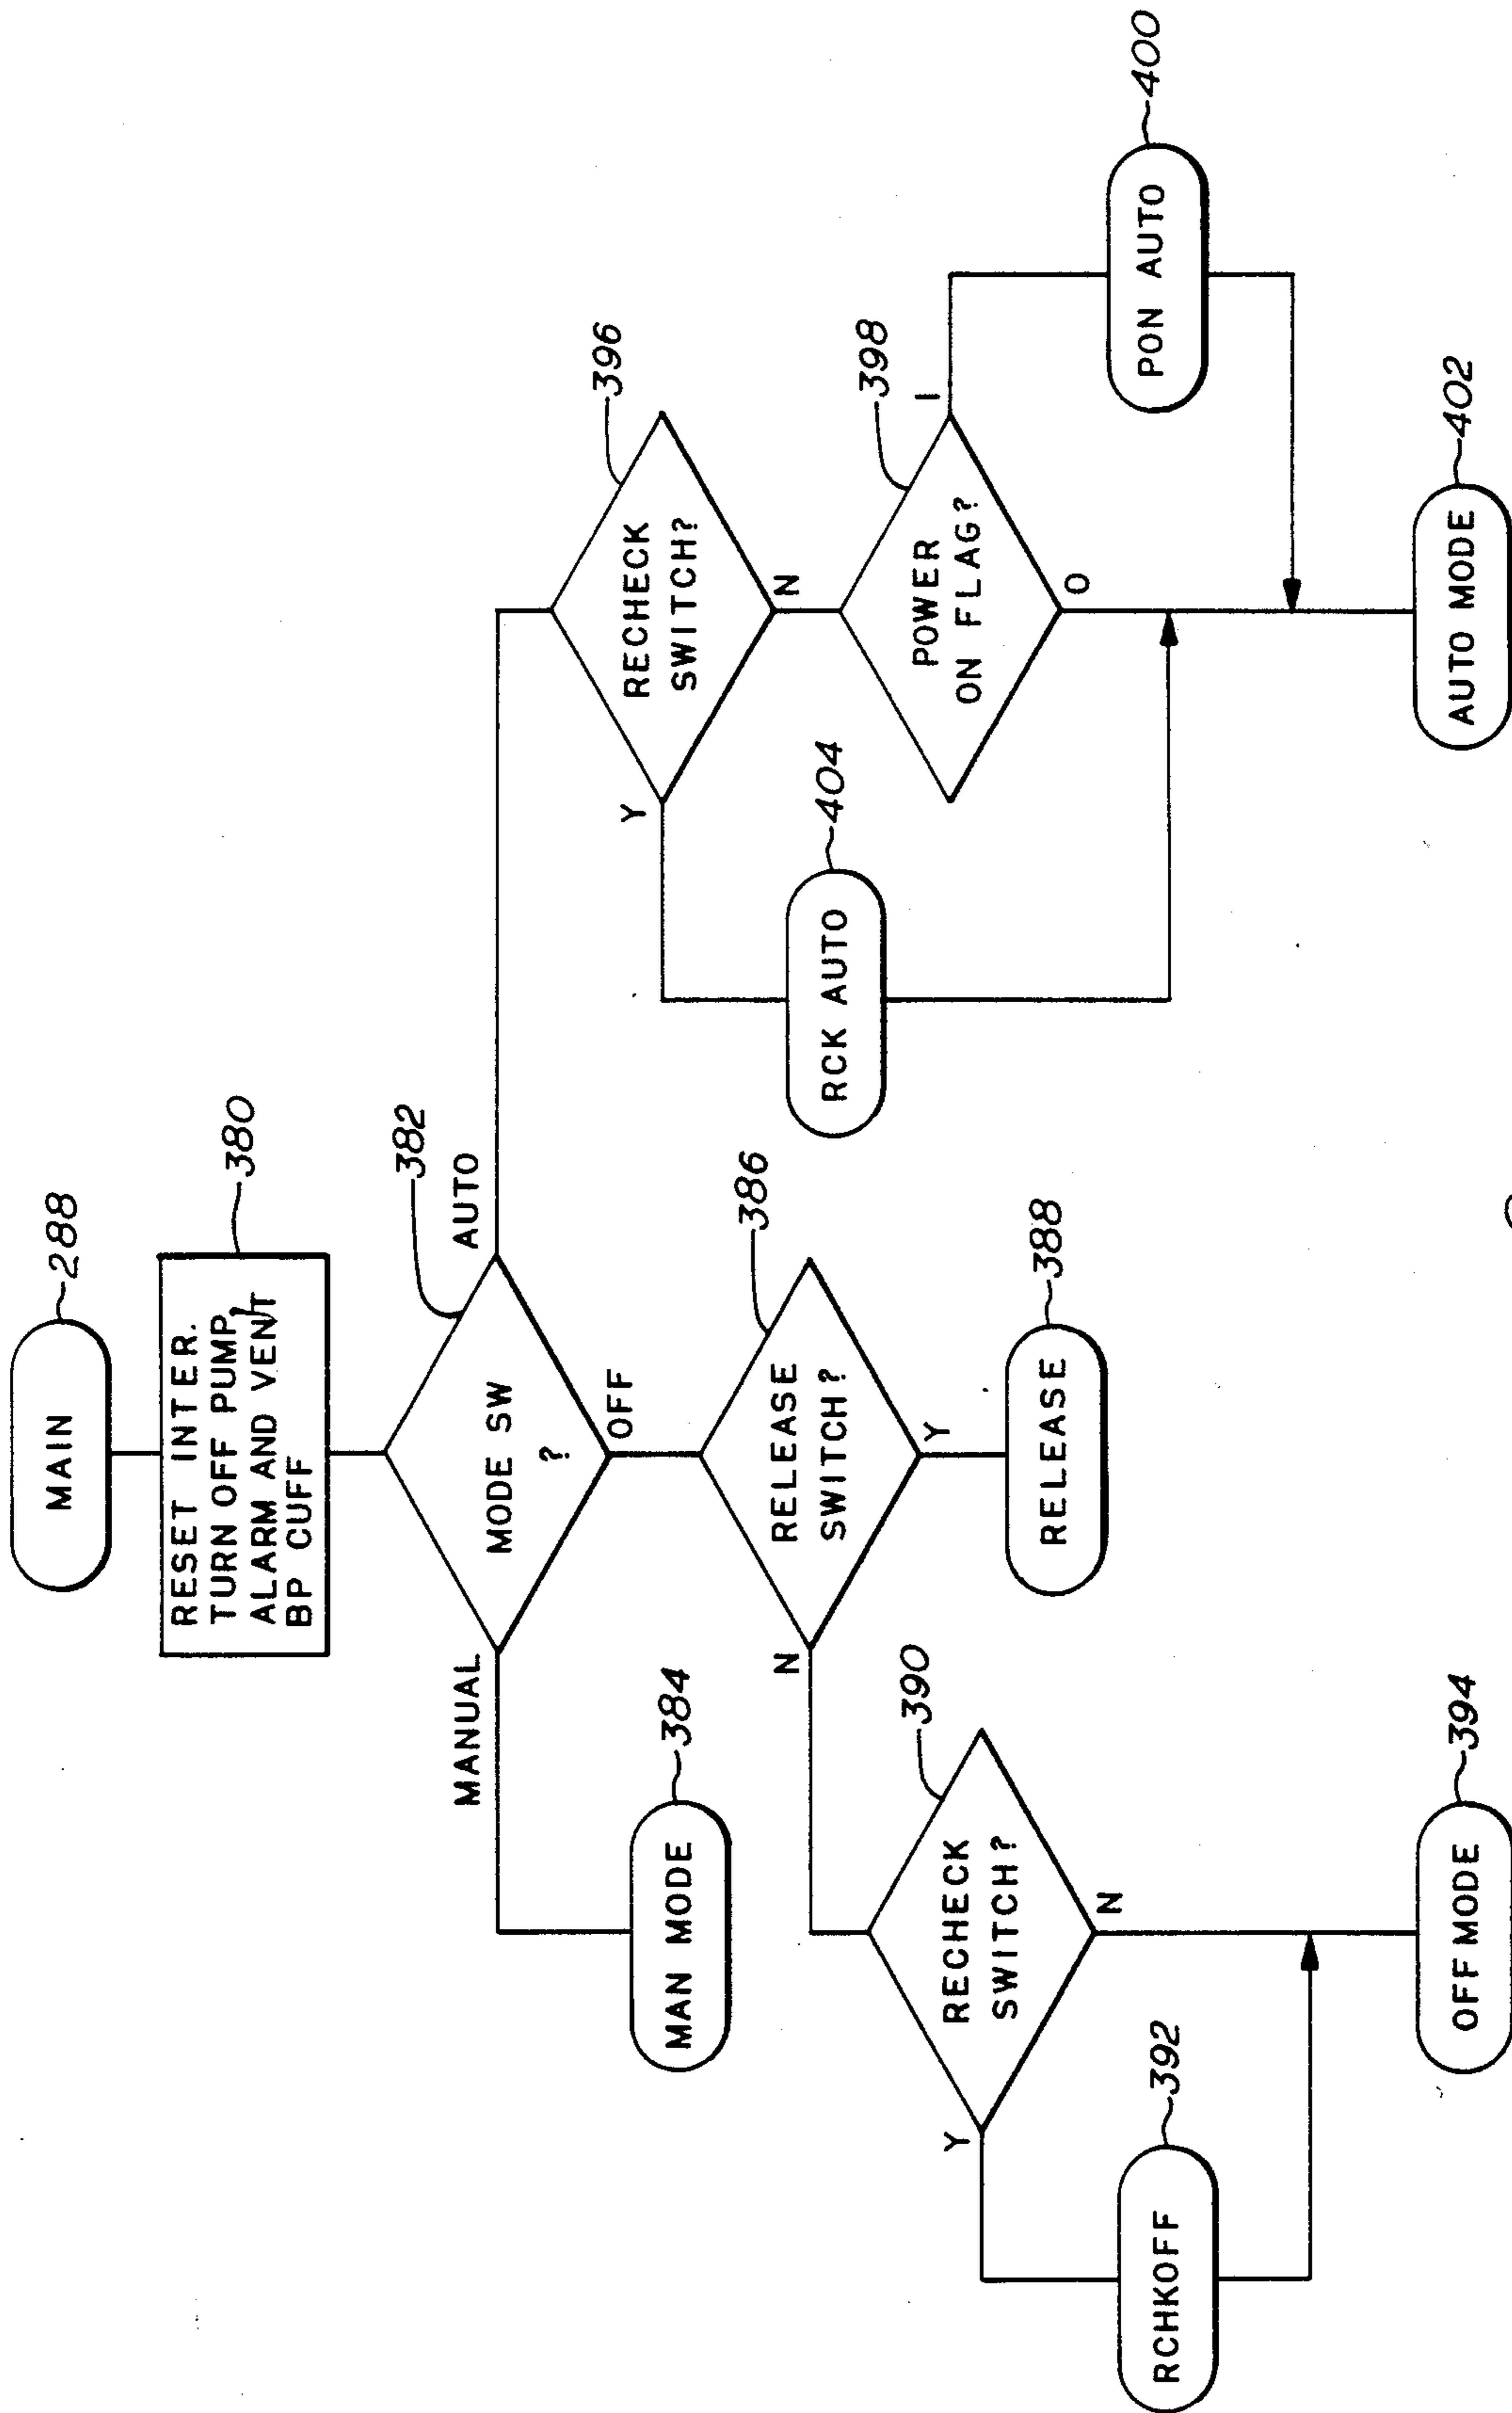 MAIN
288
RESET INTER.
TURN OFF PUMP,
ALARM AND VENT
BP CUFF
380
MODE SW
?
382
MANUAL
AUTO
OFF
MAN MODE
384
RELEASE
SWITCH?
386
N
Y
RELEASE
388
RECHECK
SWITCH?
390
Y
N
RCHKOFF
392
OFF MODE
394
RECHECK
SWITCH?
396
Y
N
RCK AUTO
404
POWER
ON FLAG?
398
I
O
PON AUTO
400
AUTO MODE
402